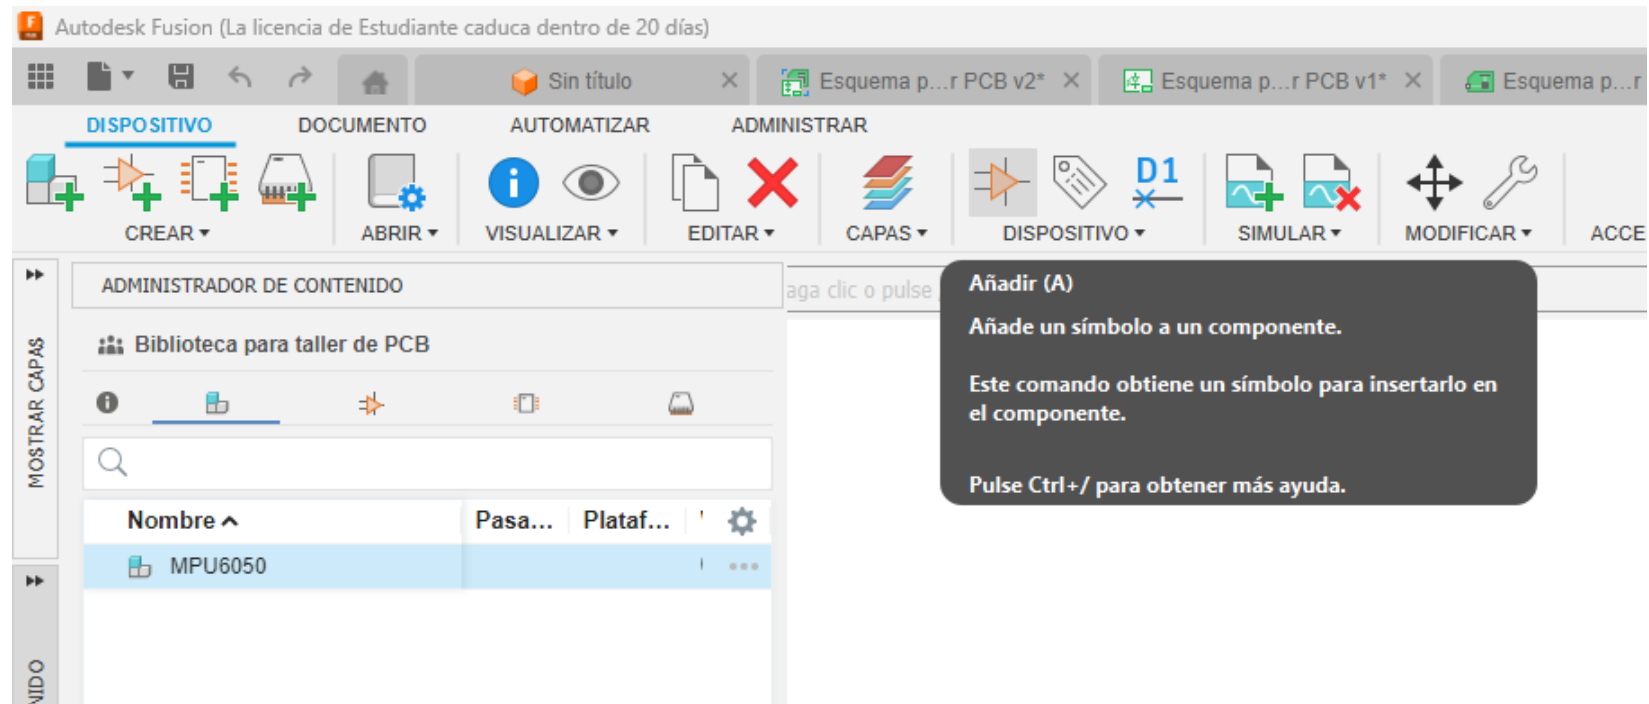 Autodesk Fusion (La licencia de Estudiante caduca dentro de 20 días)
Sin título
Esquema p...r PCB v2*
Esquema p...r PCB v1*
Esquema p...r
DISPOSITIVO
DOCUMENTO
AUTOMATIZAR
ADMINISTRAR
D1
CREAR
ABRIR
VISUALIZAR
EDITAR
CAPAS
DISPOSITIVO
SIMULAR
MODIFICAR
ACCE
MOSTRAR CAPAS
NIDO
ADMINISTRADOR DE CONTENIDO
aga clic o pulse
Biblioteca para taller de PCB
Nombre
Pasa...
Plataf...
MPU6050
Añadir (A)
Añade un símbolo a un componente.
Este comando obtiene un símbolo para insertarlo en
el componente.
Pulse Ctrl+/ para obtener más ayuda.